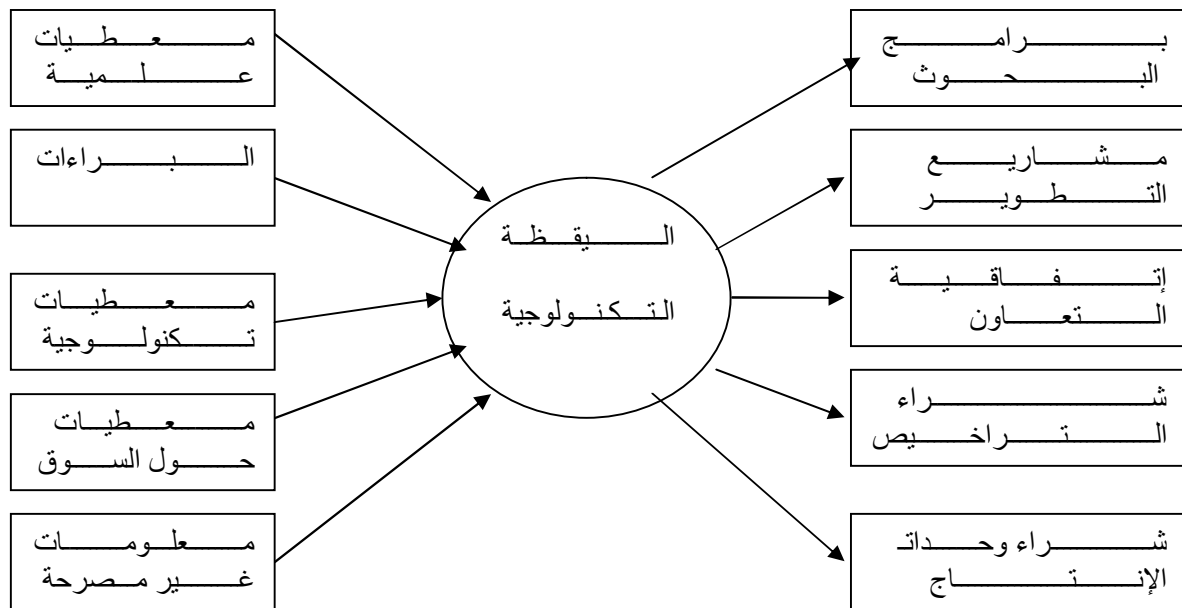 معطيات
علمية
البراءات
معطيات
تكنولوجية
معطيات
حول السوق
معلومات
غير مصرحة
اليقظة
التكنولوجية
برامج
البحوث
مشاريع
التطوير
إتفاقية
التعاون
شراء
التراخيص
شراء وحدات
الإنتاج